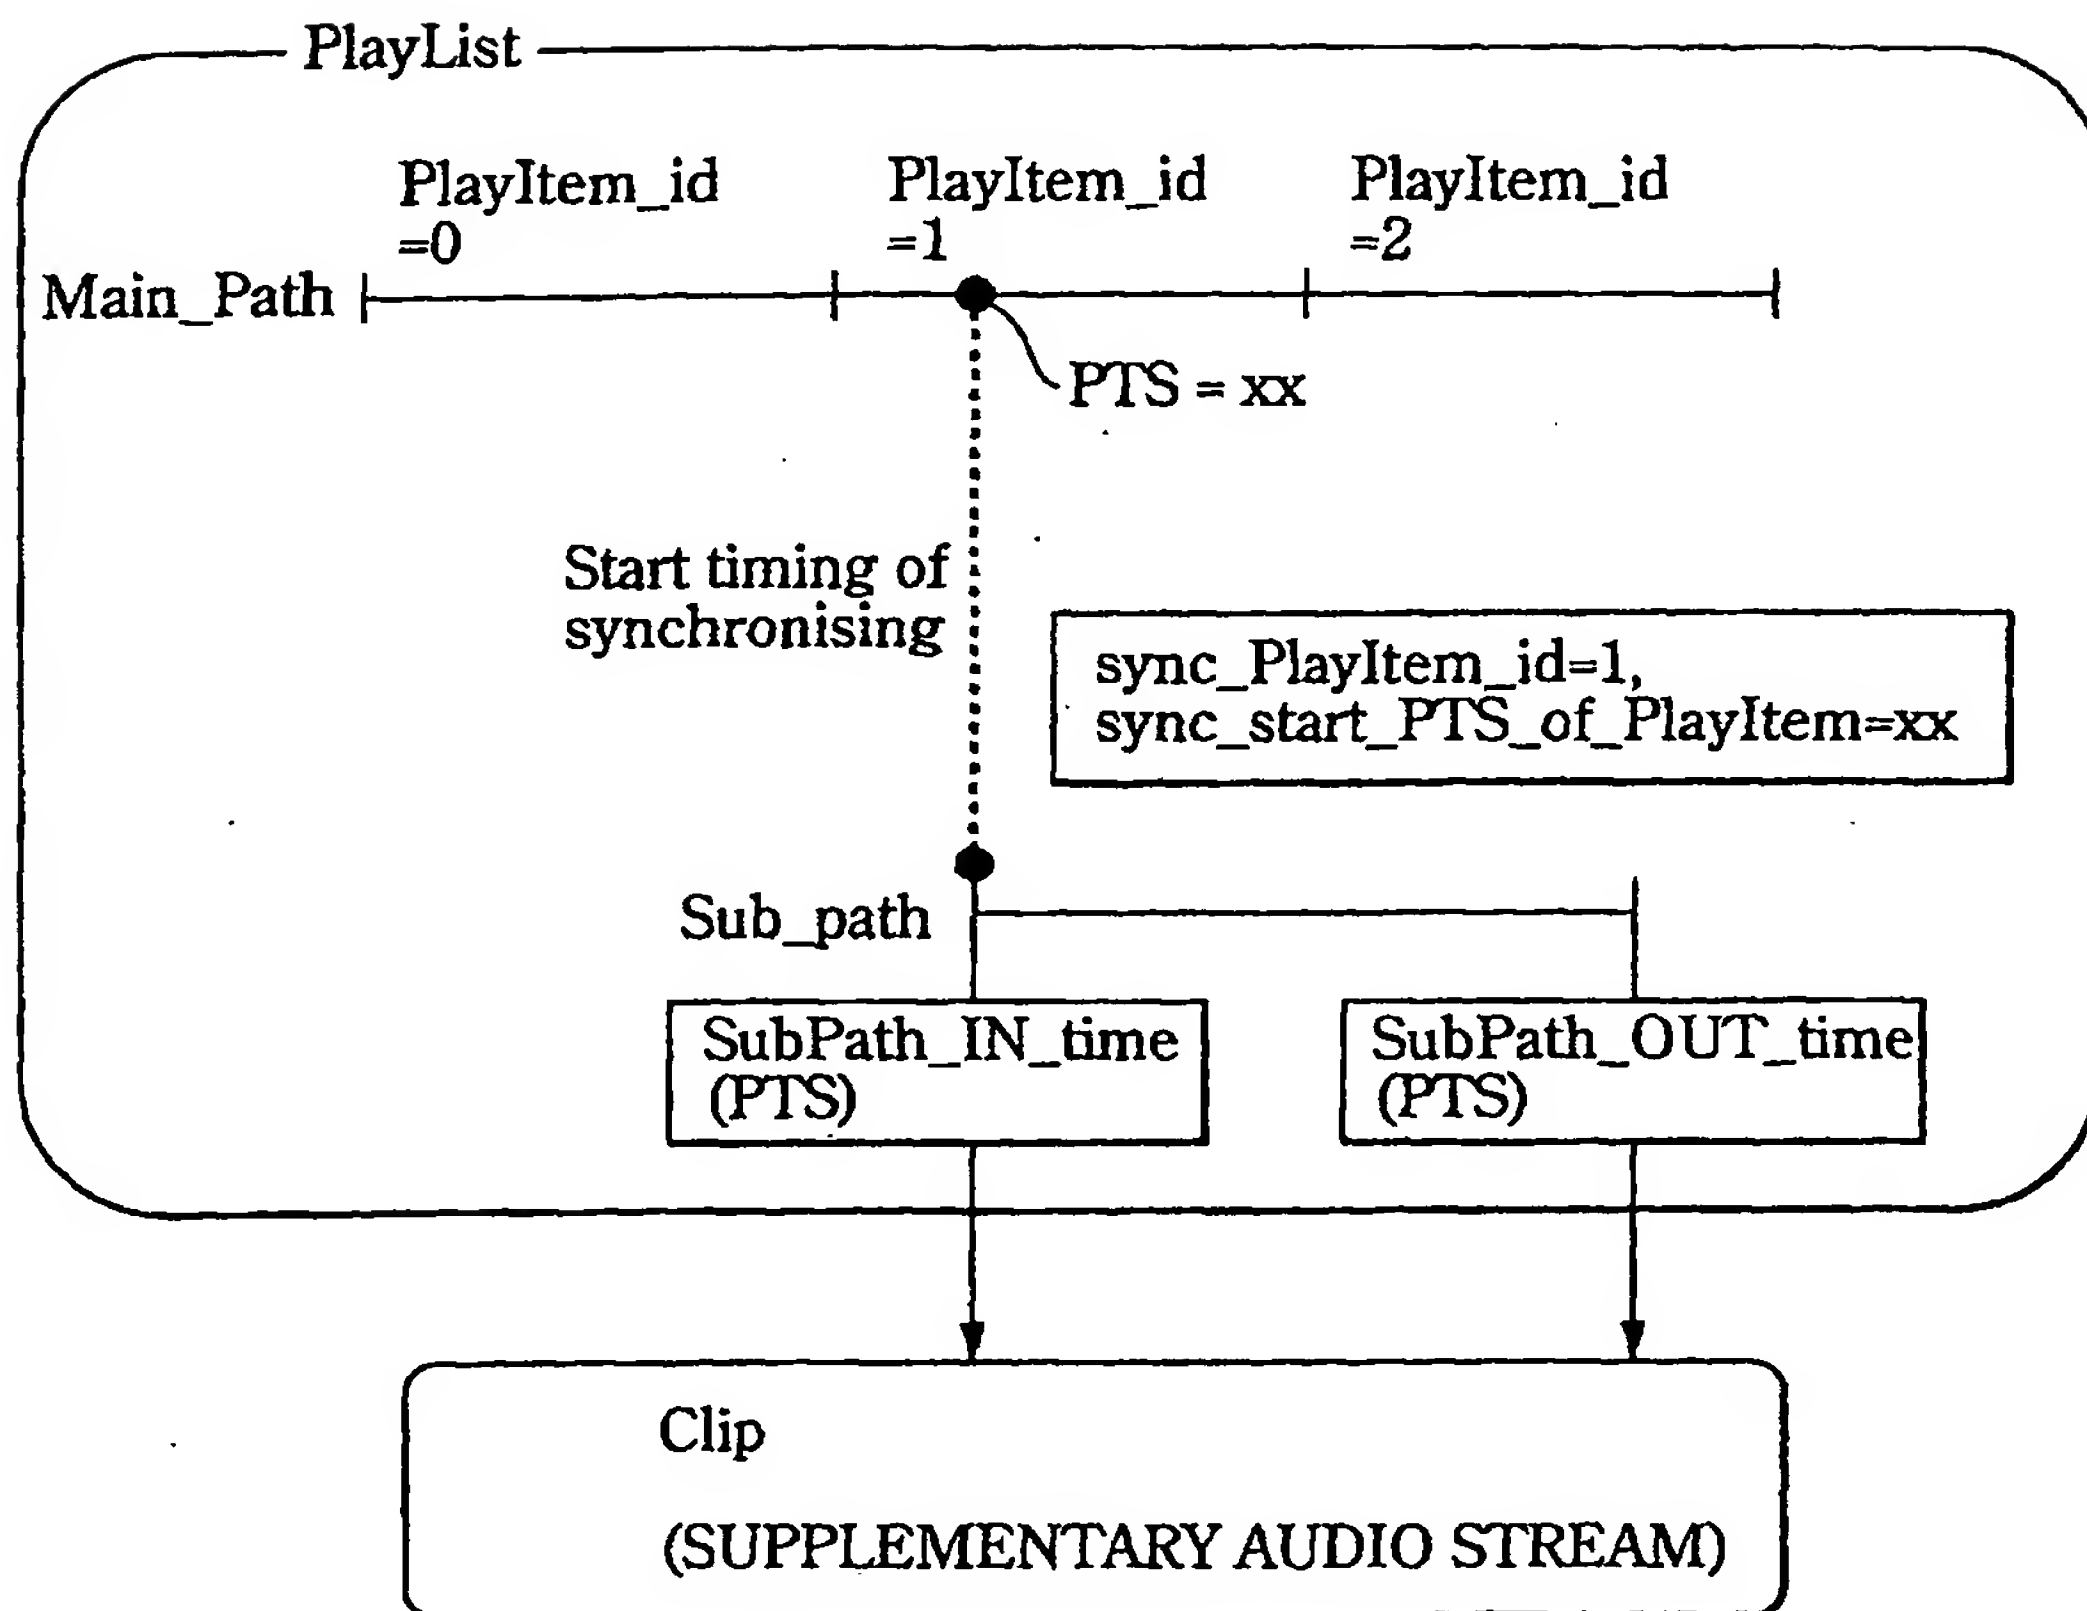 PlayList
PlayItem_id
=0
PlayItem_id
=1
PlayItem_id
=2
Main_Path
PTS = xx
Start timing of
synchronising
sync_PlayItem_id=1,
sync_start_PTS_of_PlayItem=xx
Sub_path
SubPath_IN_time
(PTS)
SubPath_OUT_time
(PTS)
Clip
(SUPPLEMENTARY AUDIO STREAM)